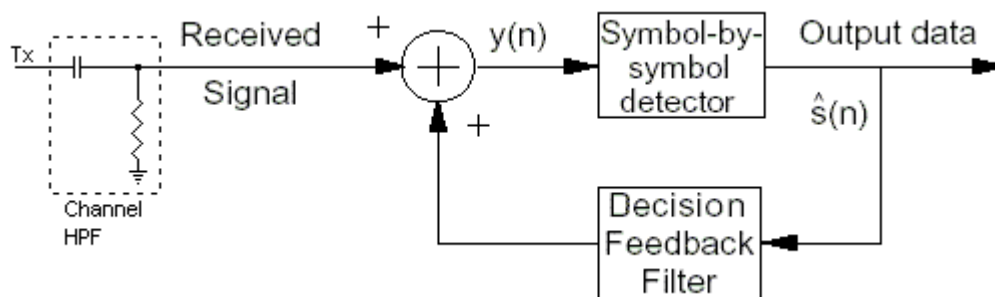 Tx
Channel
HPF
Received
Signal
+
+
+
y(n)
Symbol-by-
symbol
detector
Output data
ŝ(n)
Decision
Feedback
Filter